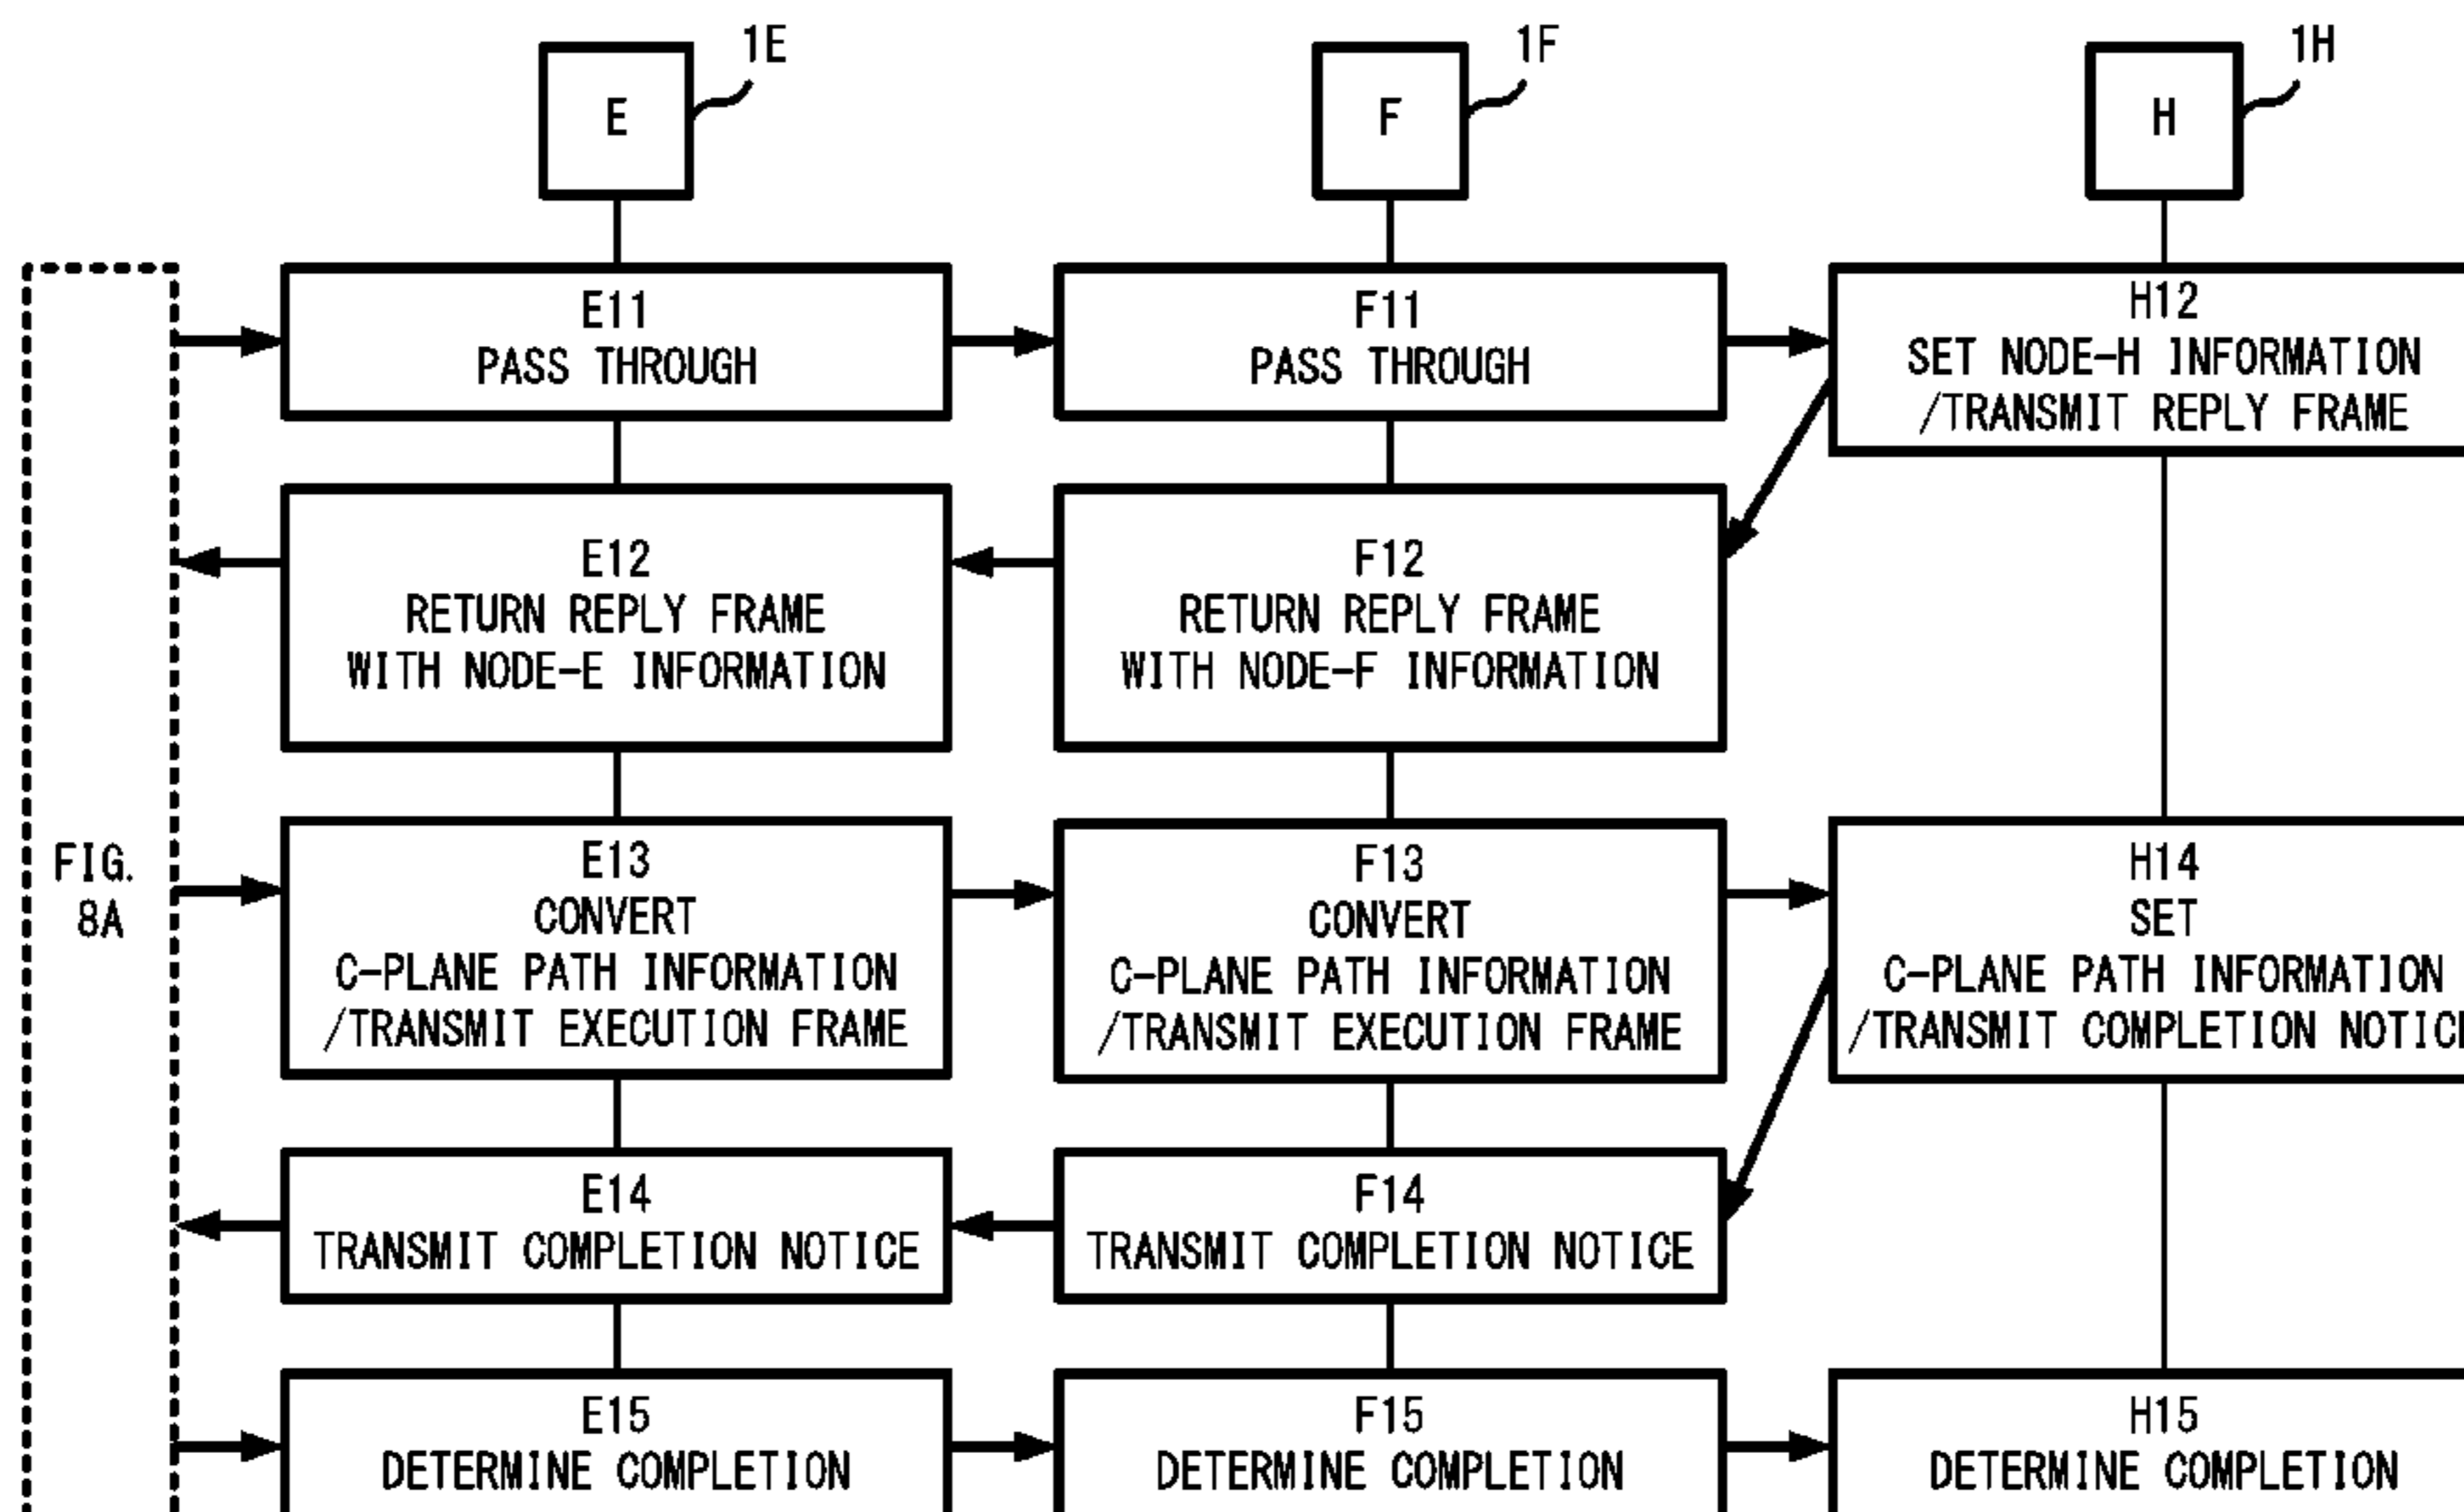 1E
1F
1H
E
F
H
E11
PASS THROUGH
F11
PASS THROUGH
H12
SET NODE-H INFORMATION
/TRANSMIT REPLY FRAME
E12
RETURN REPLY FRAME
WITH NODE-E INFORMATION
F12
RETURN REPLY FRAME
WITH NODE-F INFORMATION
FIG.
8A
E13
CONVERT
C-PLANE PATH INFORMATION
/TRANSMIT EXECUTION FRAME
F13
CONVERT
C-PLANE PATH INFORMATION
/TRANSMIT EXECUTION FRAME
H14
SET
C-PLANE PATH INFORMATION
/TRANSMIT COMPLETION NOTICE
E14
TRANSMIT COMPLETION NOTICE
F14
TRANSMIT COMPLETION NOTICE
E15
DETERMINE COMPLETION
F15
DETERMINE COMPLETION
H15
DETERMINE COMPLETION